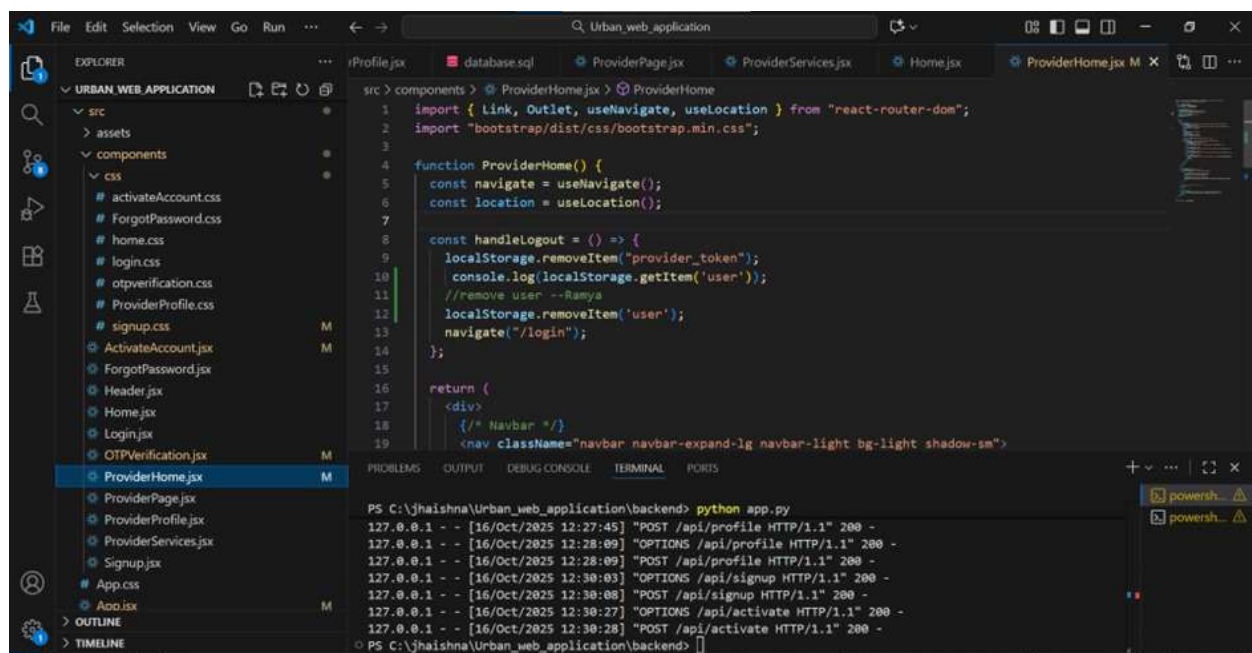 File Edit Selection View Go Run ··· Urban_web_application
EXPLORER ···
URBAN_WEB_APPLICATION
src
assets
components
css
# activateAccount.css
# ForgotPassword.css
# home.css
# login.css
# otpverification.css
# ProviderProfile.css
# signup.css M
ActivateAccount.jsx M
ForgotPassword.jsx
Header.jsx
Home.jsx
Login.jsx
OTPVerification.jsx M
ProviderHome.jsx M
ProviderPage.jsx
ProviderProfile.jsx
ProviderServices.jsx
Signup.jsx
# App.css
App.jsx M
OUTLINE
TIMELINE
rProfile.jsx database.sql ProviderPage.jsx ProviderServices.jsx Home.jsx ProviderHome.jsx M
src > components > ProviderHome.jsx > ProviderHome
1 import { Link, Outlet, useNavigate, useLocation } from "react-router-dom";
2 import "bootstrap/dist/css/bootstrap.min.css";
3
4 function ProviderHome() {
5 const navigate = useNavigate();
6 const location = useLocation();
7
8 const handleLogout = () => {
9 localStorage.removeItem("provider_token");
10 console.log(localStorage.getItem('user'));
11 //remove user --Ramya
12 localStorage.removeItem('user');
13 navigate("/login");
14 };
15
16 return (
17 <div>
18 {/* Navbar */}
19 <nav className="navbar navbar-expand-lg navbar-light bg-light shadow-sm">
PROBLEMS OUTPUT DEBUG CONSOLE TERMINAL PORTS
PS C:\jhaishna\Urban_web_application\backend> python app.py
127.0.0.1 - - [16/Oct/2025 12:27:45] "POST /api/profile HTTP/1.1" 200 -
127.0.0.1 - - [16/Oct/2025 12:28:09] "OPTIONS /api/profile HTTP/1.1" 200 -
127.0.0.1 - - [16/Oct/2025 12:28:09] "POST /api/profile HTTP/1.1" 200 -
127.0.0.1 - - [16/Oct/2025 12:30:03] "OPTIONS /api/signup HTTP/1.1" 200 -
127.0.0.1 - - [16/Oct/2025 12:30:08] "POST /api/signup HTTP/1.1" 200 -
127.0.0.1 - - [16/Oct/2025 12:30:27] "OPTIONS /api/activate HTTP/1.1" 200 -
127.0.0.1 - - [16/Oct/2025 12:30:28] "POST /api/activate HTTP/1.1" 200 -
PS C:\jhaishna\Urban_web_application\backend>
powersh...
powersh...